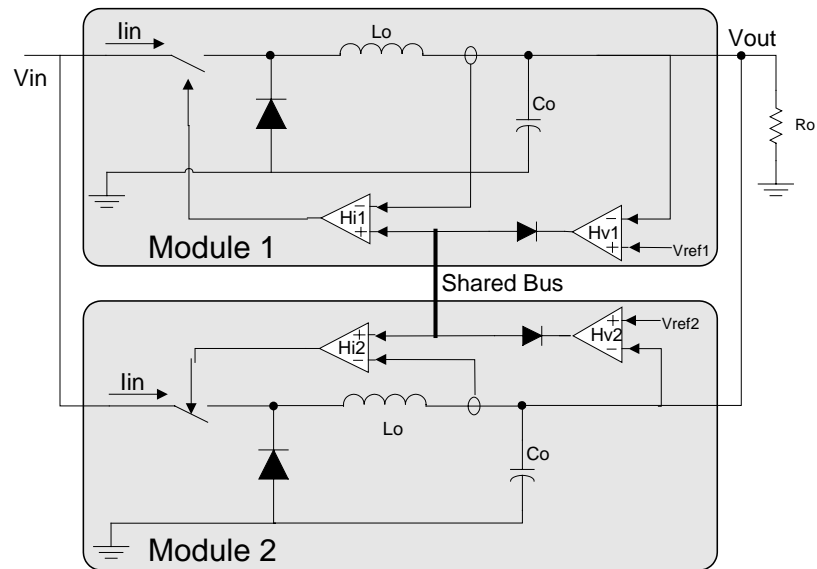 Iin
Lo
Vout
Vin
Co
Ro
−
Hi1
+
−
Hv1
+
Vref1
Module 1
Shared Bus
+
Hi2
−
+
Hv2
−
Vref2
Iin
Lo
Co
Module 2